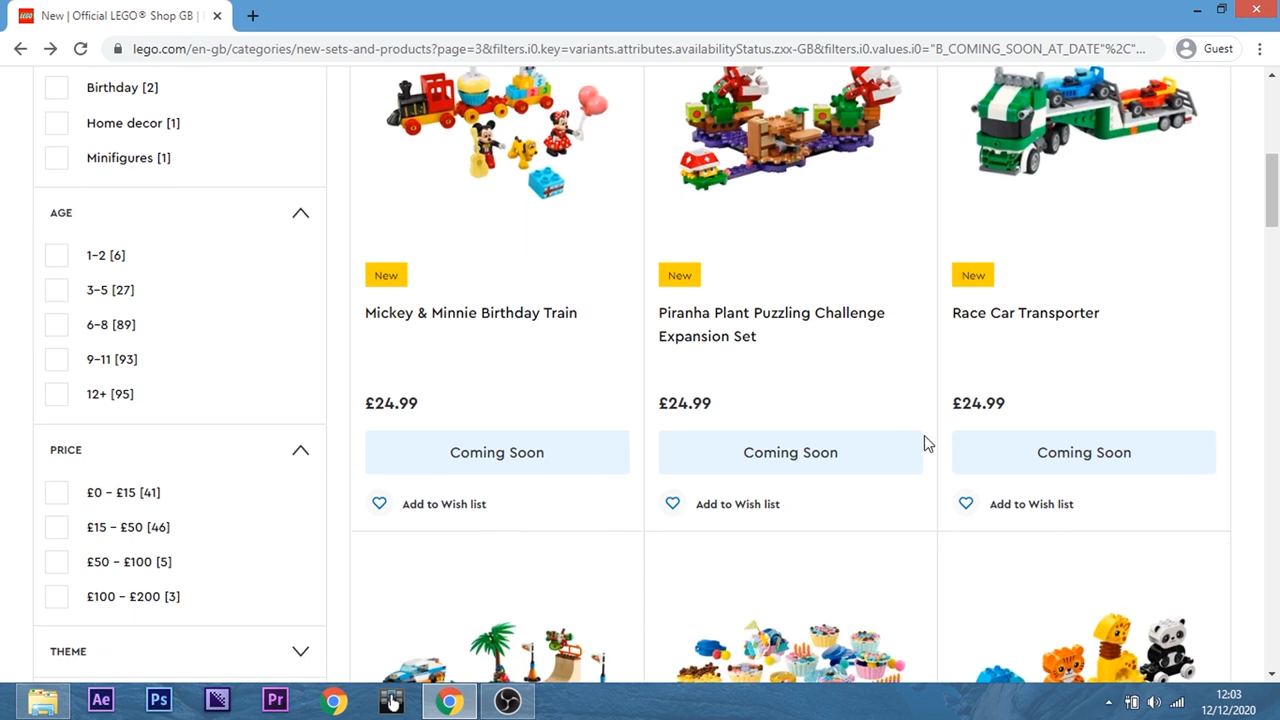 New | Official LEGO® Shop GB |
lego.com/en-gb/categories/new-sets-and-products?page=3&filters.i0.key=variants.attributes.availabilityStatus.zxx-GB&filters.i0.values.i0="B_COMING_SOON_AT_DATE"%2C"...
Guest
Birthday [2]
Home decor [1]
Minifigures [1]
AGE
1-2 [6]
3-5 [27]
6-8 [89]
9-11 [93]
12+ [95]
PRICE
£0 - £15 [41]
£15 - £50 [46]
£50 - £100 [5]
£100 - £200 [3]
THEME
New
Mickey & Minnie Birthday Train
£24.99
Coming Soon
Add to Wish list
New
Piranha Plant Puzzling Challenge
Expansion Set
£24.99
Coming Soon
Add to Wish list
New
Race Car Transporter
£24.99
Coming Soon
Add to Wish list
Ae
Ps
Pr
12:03
12/12/2020